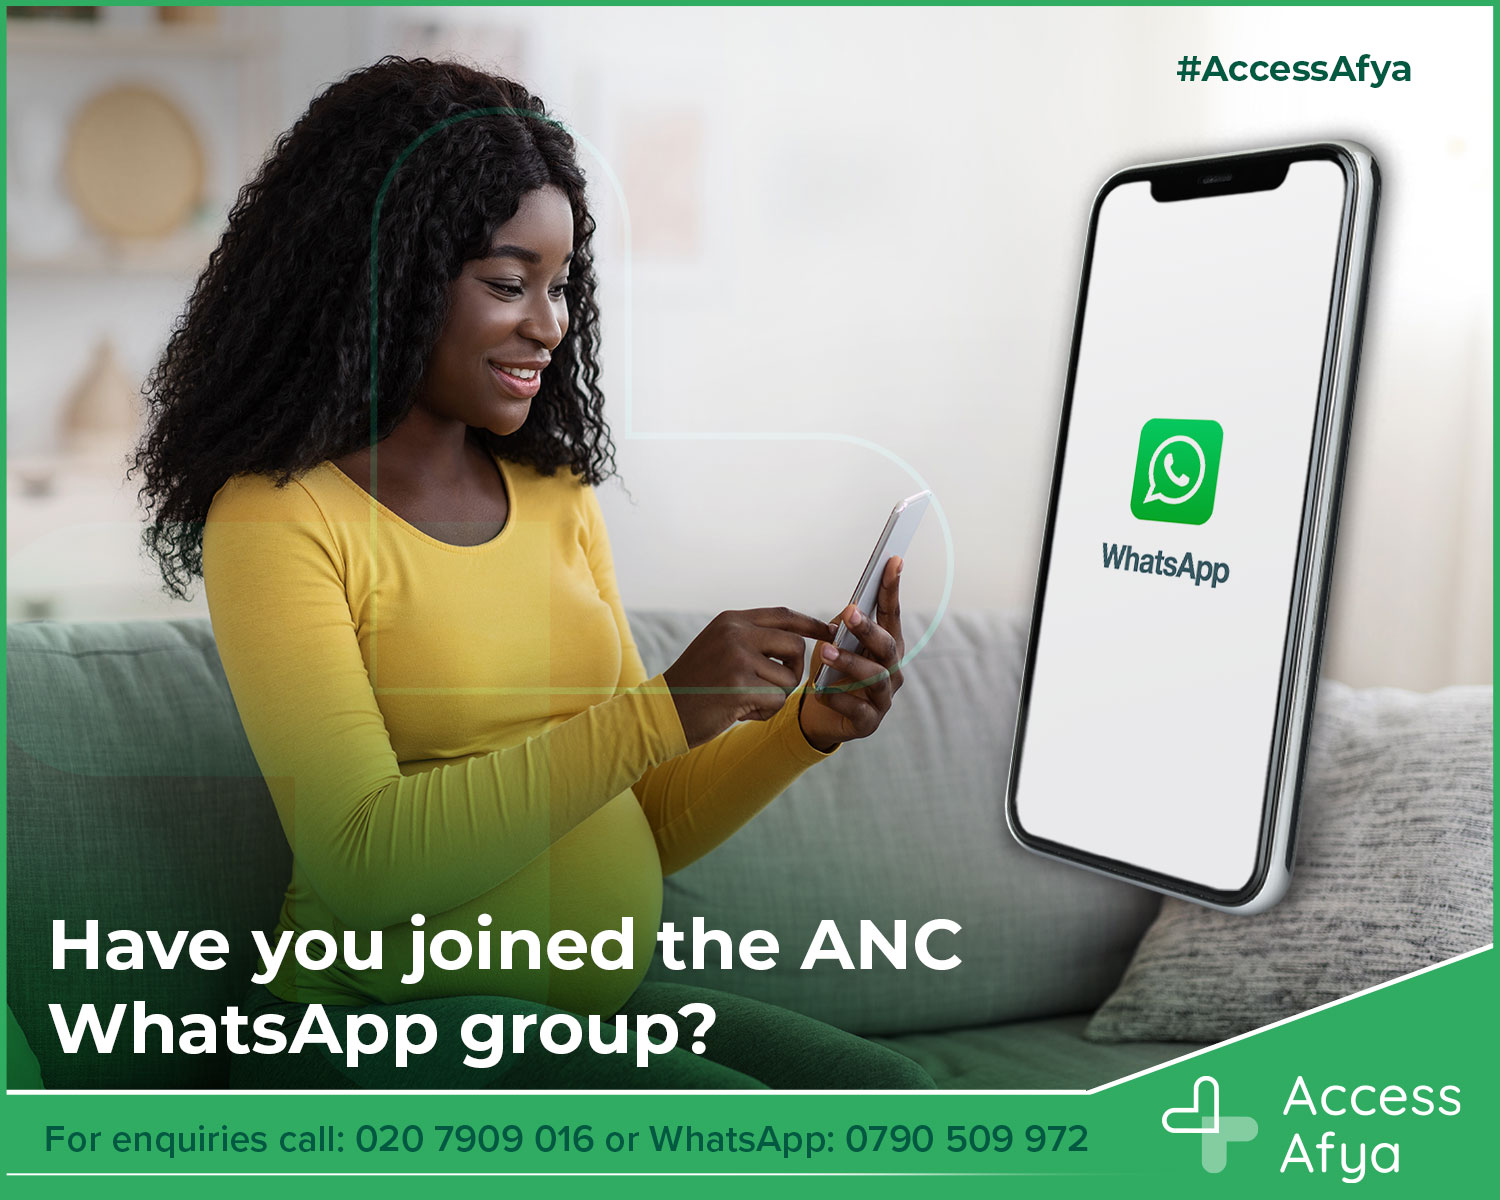 #AccessAfya
WhatsApp
Have you joined the ANC
WhatsApp group?
For enquiries call: 020 7909 016 or WhatsApp: 0790 509 972
Access
Afya